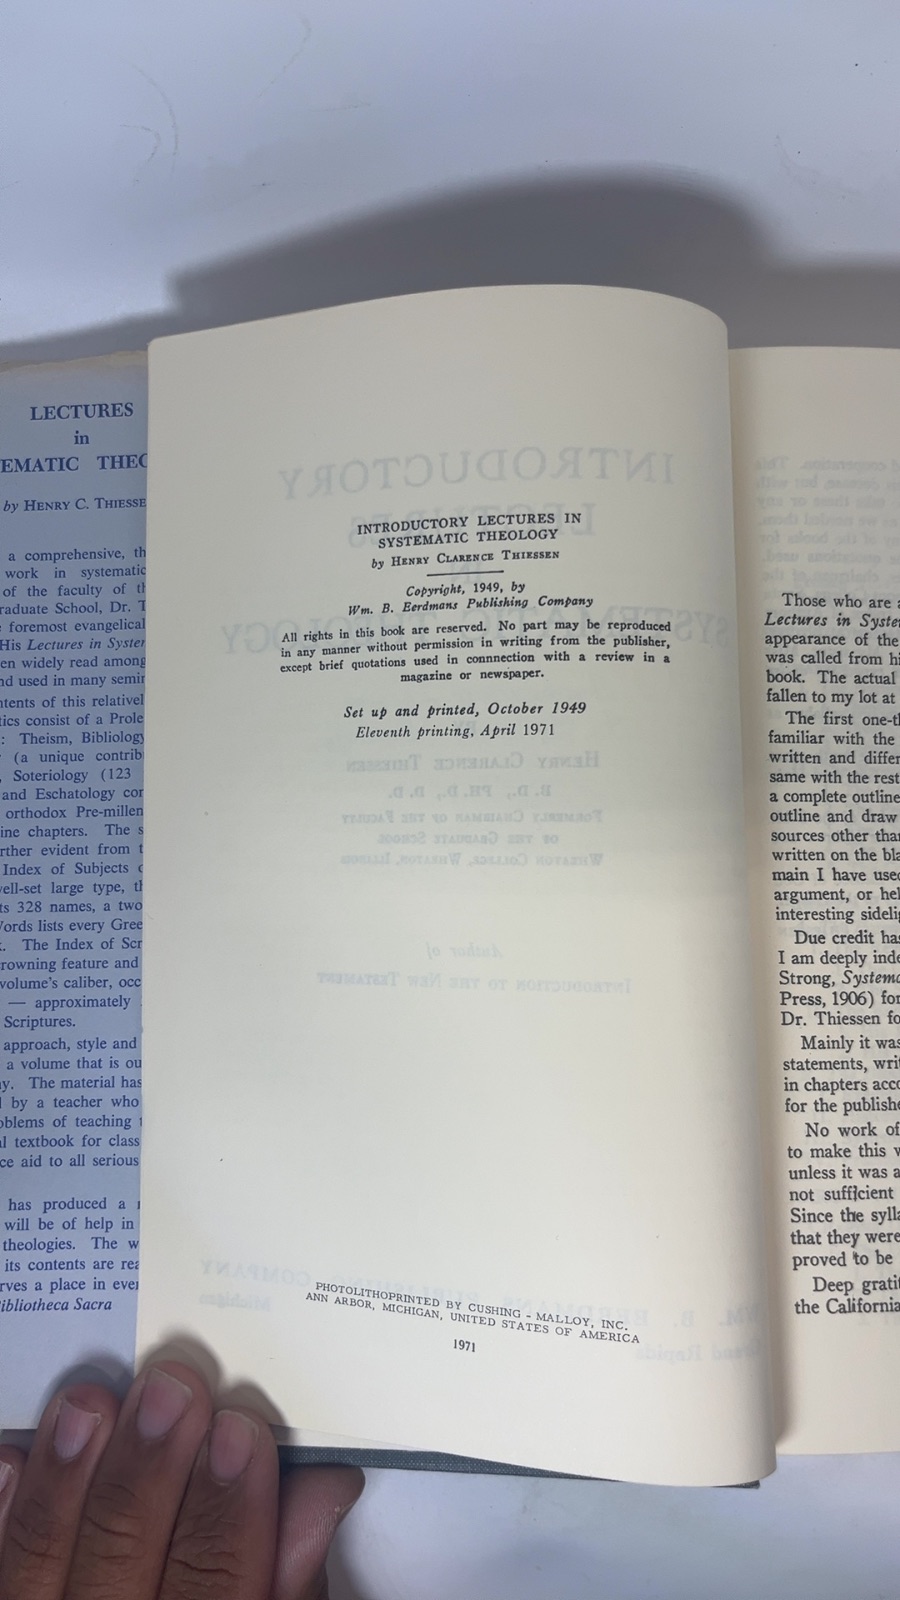 LECTURES
in
EMATIC THEO
by HENRY C. THIESSE
a comprehensive, th
work in systematic
of the faculty of th
raduate School, Dr. T
foremost evangelical
His Lectures in Syster
en widely read among
nd used in many semir
ntents of this relativel
tics consist of a Prole
: Theism, Bibliology
(a unique contrib
, Soteriology (123
and Eschatology cor
orthodox Pre-millen
ine chapters. The s
rther evident from t
Index of Subjects
ell-set large type, th
ts 328 names, a two
Words lists every Gree
. The Index of Scr
rowning feature and
volume's caliber, occ
— approximately
Scriptures.
approach, style and
a volume that is ou
y. The material has
by a teacher who
oblems of teaching
l textbook for class
ce aid to all serious
has produced a
will be of help in
theologies. The w
its contents are rea
rves a place in ever
Bibliotheca Sacra
INTRODUCTORY LECTURES IN
SYSTEMATIC THEOLOGY
by HENRY CLARENCE THIESSEN
Copyright, 1949, by
Wm. B. Eerdmans Publishing Company
All rights in this book are reserved. No part may be reproduced
in any manner without permission in writing from the publisher,
except brief quotations used in connnection with a review in a
magazine or newspaper.
Set up and printed, October 1949
Eleventh printing, April 1971
PHOTOLITHOPRINTED BY CUSHING - MALLOY, INC.
ANN ARBOR, MICHIGAN, UNITED STATES OF AMERICA
1971
Those who are a
Lectures in Syste
appearance of the
was called from hi
book. The actual
fallen to my lot at
The first one-th
familiar with the
written and differ
same with the rest
a complete outline
outline and draw
sources other than
written on the bla
main I have used
argument, or hel
interesting sidelig
Due credit has
I am deeply inde
Strong, Systema
Press, 1906) for
Dr. Thiessen fo
Mainly it was
statements, writ
in chapters acco
for the publishe
No work of
to make this w
unless it was a
not sufficient
Since the sylla
that they were
proved to be
Deep gratit
the California